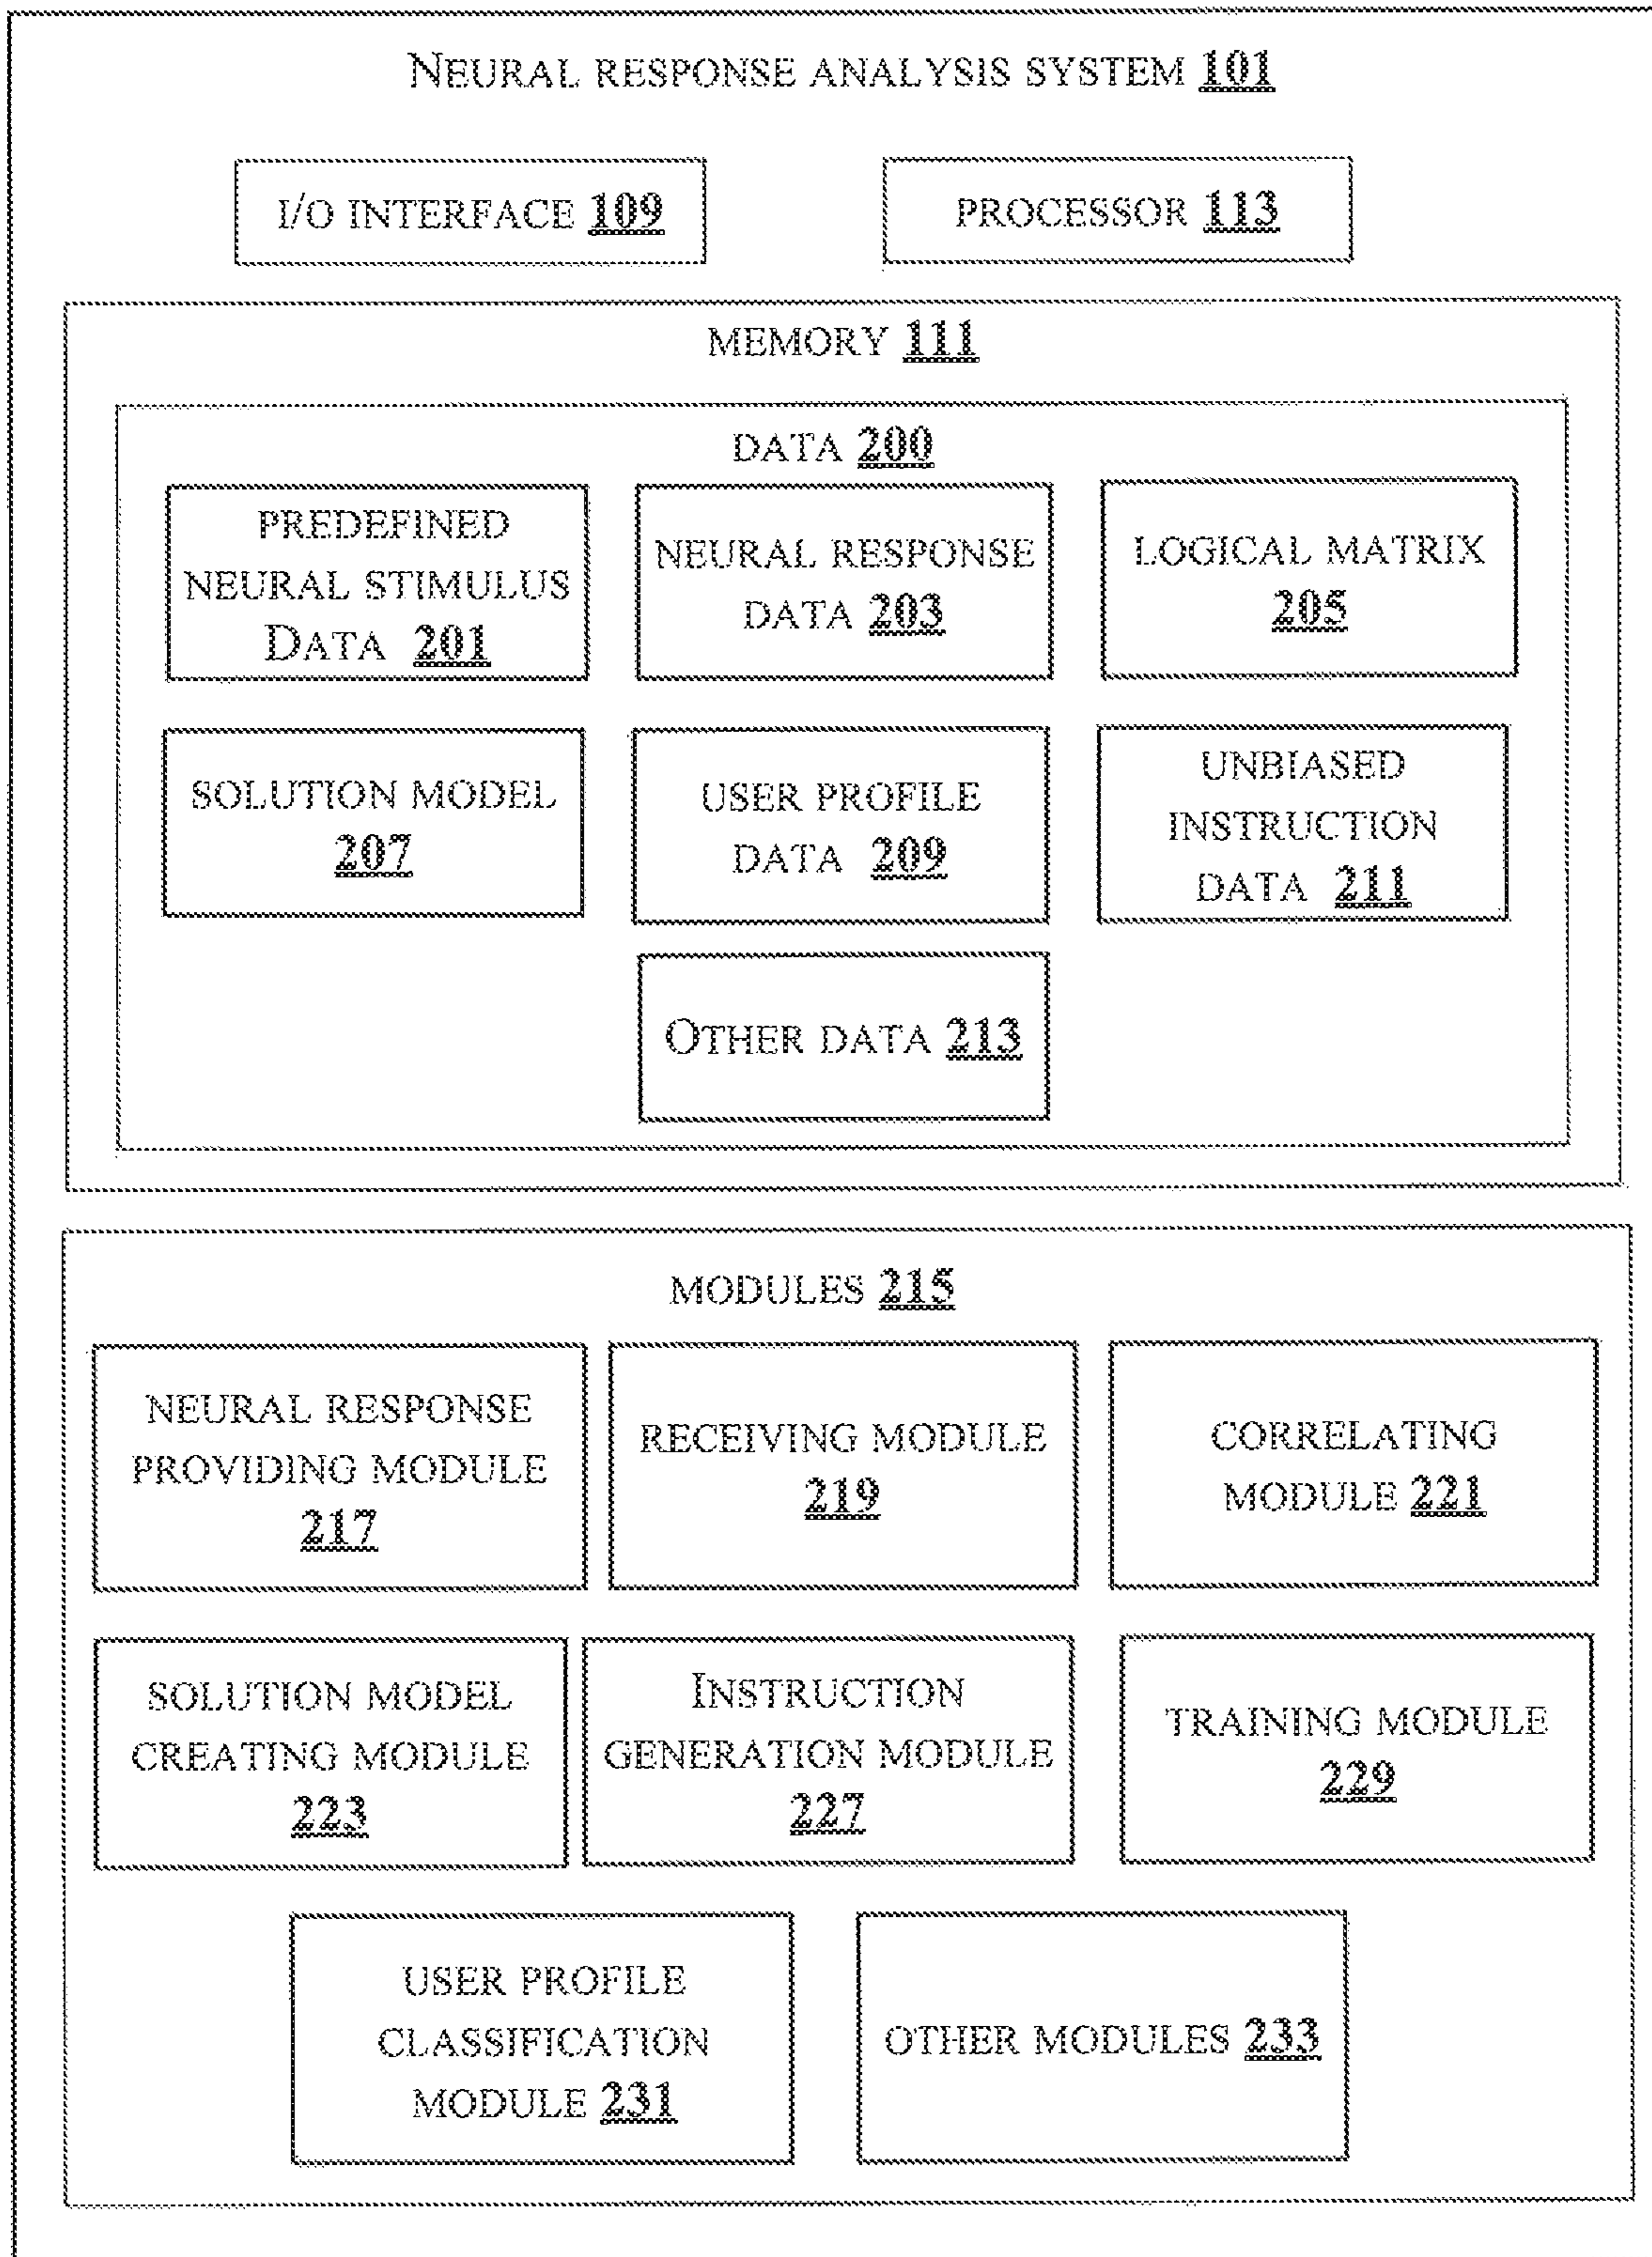 NEURAL RESPONSE ANALYSIS SYSTEM 101
I/O INTERFACE 109
PROCESSOR 113
MEMORY 111
DATA 200
PREDEFINED
NEURAL STIMULUS
DATA 201
NEURAL RESPONSE
DATA 203
LOGICAL MATRIX
205
SOLUTION MODEL
207
USER PROFILE
DATA 209
UNBIASED
INSTRUCTION
DATA 211
OTHER DATA 213
MODULES 215
NEURAL RESPONSE
PROVIDING MODULE
217
RECEIVING MODULE
219
CORRELATING
MODULE 221
SOLUTION MODEL
CREATING MODULE
223
INSTRUCTION
GENERATION MODULE
227
TRAINING MODULE
229
USER PROFILE
CLASSIFICATION
MODULE 231
OTHER MODULES 233